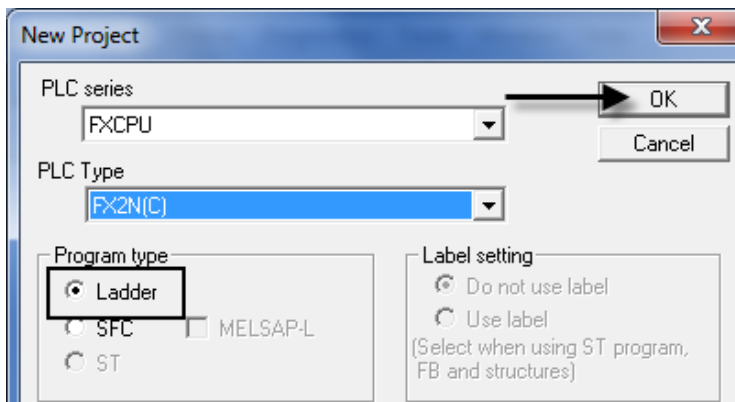 New Project
PLC series
FXCPU
OK
Cancel
PLC Type
FX2N(C)
Program type
Ladder
SFC MELSAP-L
ST
Label setting
Do not use label
Use label
(Select when using ST program,
FB and structures)